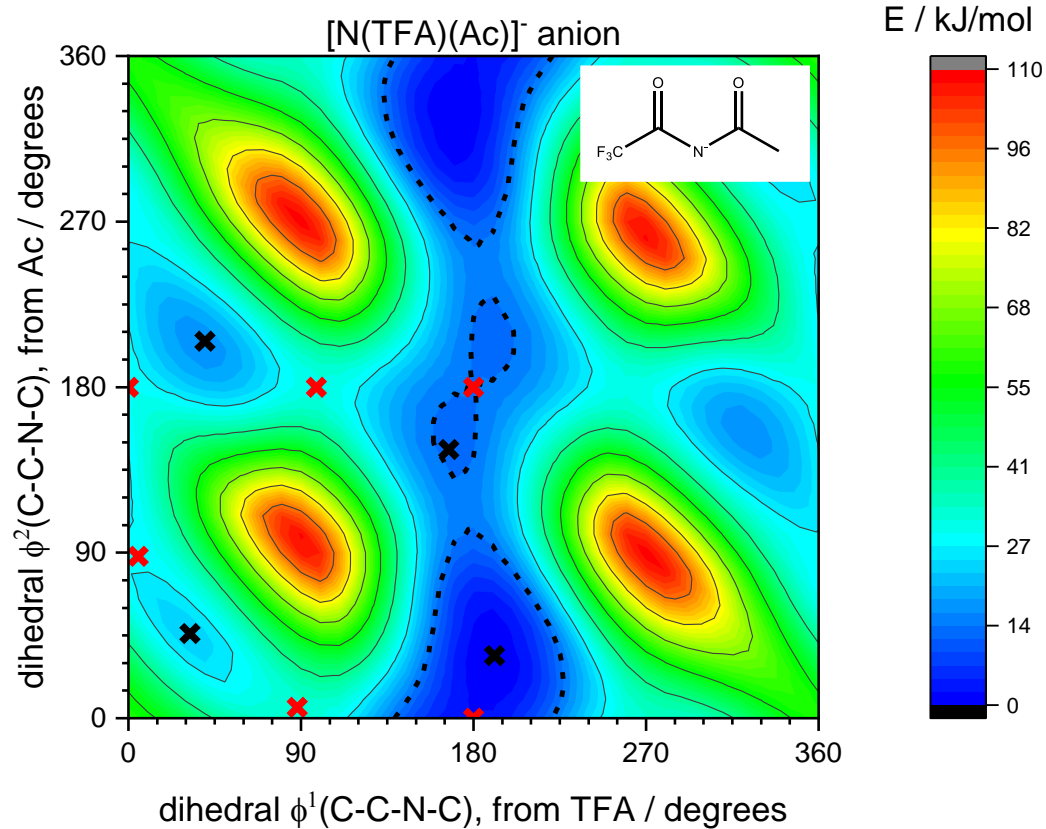 [N(TFA)(Ac)]⁻ anion
E / kJ/mol
360
270
180
90
0
0
90
180
270
360
dihedral ϕ¹(C-C-N-C), from TFA / degrees
dihedral ϕ²(C-C-N-C), from Ac / degrees
O
O
F₃C
N⁻
110
96
82
68
55
41
27
14
0